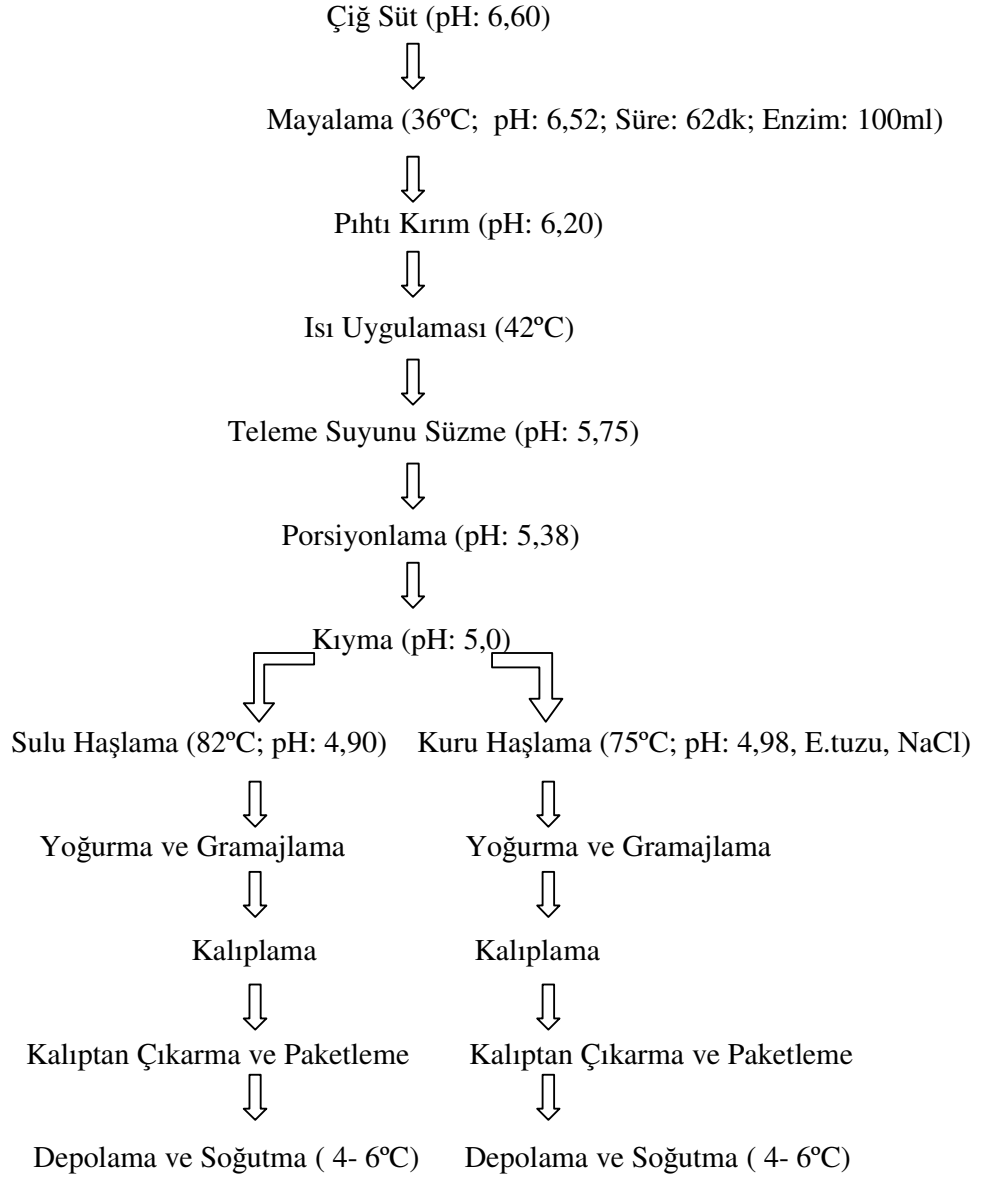 Çiğ Süt (pH: 6,60)
Mayalama (36ºC;  pH: 6,52; Süre: 62dk; Enzim: 100ml)
Pıhtı Kırım (pH: 6,20)
Isı Uygulaması (42ºC)
Teleme Suyunu Süzme (pH: 5,75)
Porsiyonlama (pH: 5,38)
Kıyma (pH: 5,0)
Sulu Haşlama (82ºC; pH: 4,90)    Kuru Haşlama (75ºC; pH: 4,98, E.tuzu, NaCl)
Yoğurma ve Gramajlama    Yoğurma ve Gramajlama
Kalıplama    Kalıplama
Kalıptan Çıkarma ve Paketleme    Kalıptan Çıkarma ve Paketleme
Depolama ve Soğutma ( 4- 6ºC)    Depolama ve Soğutma ( 4- 6ºC)